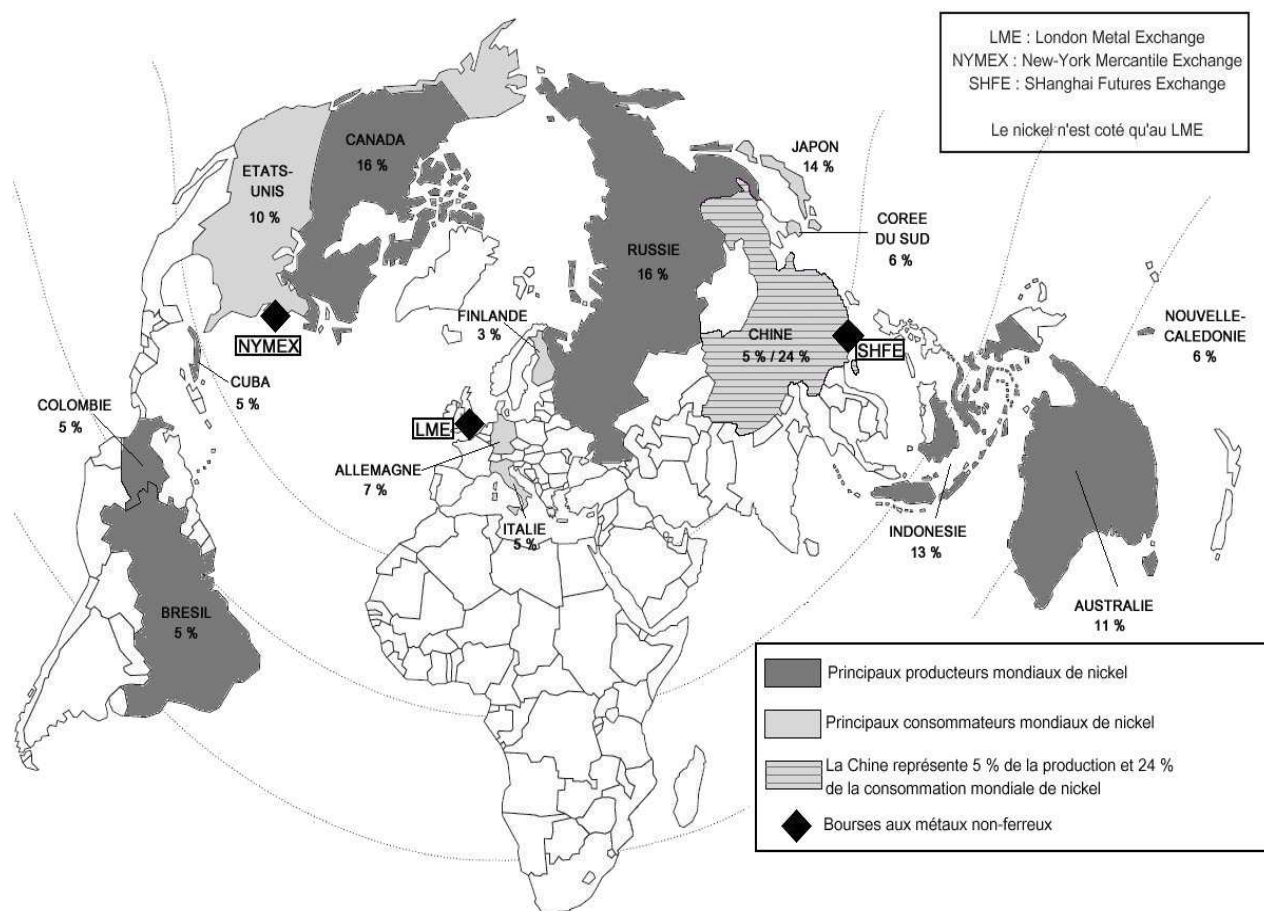 LME : London Metal Exchange
NYMEX : New-York Mercantile Exchange
SHFE : SHanghai Futures Exchange
Le nickel n'est coté qu'au LME
CANADA
16 %
ETATS-
UNIS
10 %
JAPON
14 %
COREE
DU SUD
6 %
RUSSIE
16 %
FINLANDE
3 %
NYMEX
CHINE
5 % / 24 %
SHFE
NOUVELLE-
CALEDONIE
6 %
CUBA
5 %
COLOMBIE
5 %
LME
ALLEMAGNE
7 %
ITALIE
5 %
INDONESIE
13 %
BRESIL
5 %
AUSTRALIE
11 %
Principaux producteurs mondiaux de nickel
Principaux consommateurs mondiaux de nickel
La Chine représente 5 % de la production et 24 %
de la consommation mondiale de nickel
Bourses aux métaux non-ferreux